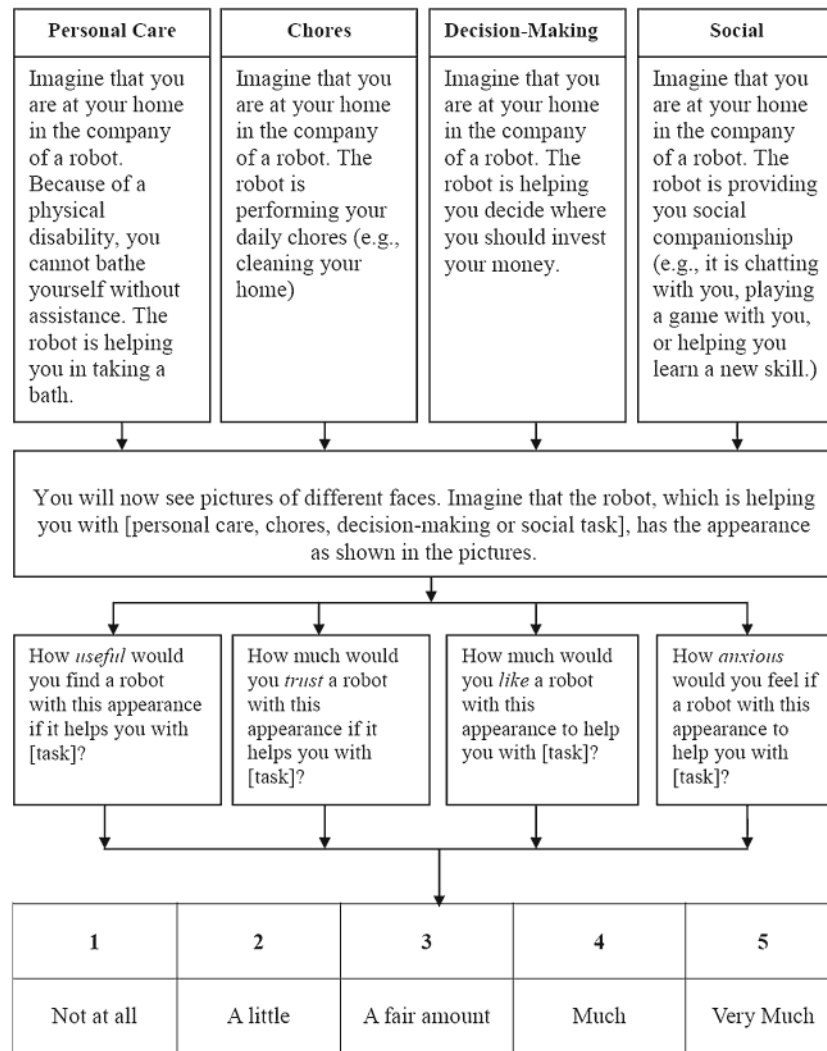 Personal Care
Imagine that you
are at your home
in the company
of a robot.
Because of a
physical
disability, you
cannot bathe
yourself without
assistance. The
robot is helping
you in taking a
bath.
Chores
Imagine that you
are at your home
in the company
of a robot. The
robot is
performing your
daily chores (e.g.,
cleaning your
home)
Decision-Making
Imagine that you
are at your home
in the company
of a robot. The
robot is helping
you decide where
you should invest
your money.
Social
Imagine that you
are at your home
in the company
of a robot. The
robot is providing
you social
companionship
(e.g., it is chatting
with you, playing
a game with you,
or helping you
learn a new skill.)
You will now see pictures of different faces. Imagine that the robot, which is helping
you with [personal care, chores, decision-making or social task], has the appearance
as shown in the pictures.
How useful would
you find a robot
with this appearance
if it helps you with
[task]?
How much would
you trust a robot
with this
appearance if it
helps you with
[task]?
How much would
you like a robot
with this
appearance to help
you with [task]?
How anxious
would you feel if
a robot with this
appearance to
help you with
[task]?
1
2
3
4
5
Not at all
A little
A fair amount
Much
Very Much